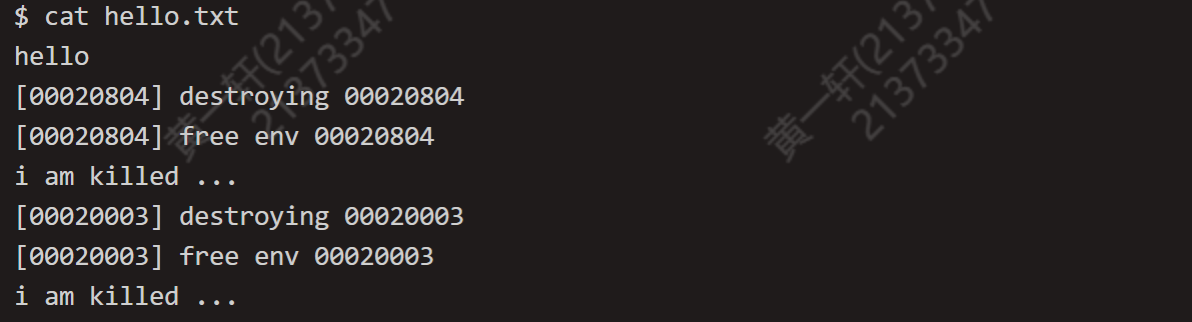 $ cat hello.txt
hello
[00020804] destroying 00020804
[00020804] free env 00020804
i am killed ...
[00020003] destroying 00020003
[00020003] free env 00020003
i am killed ...
黄一轩(2137
21373347
黄一轩(2137
21373347